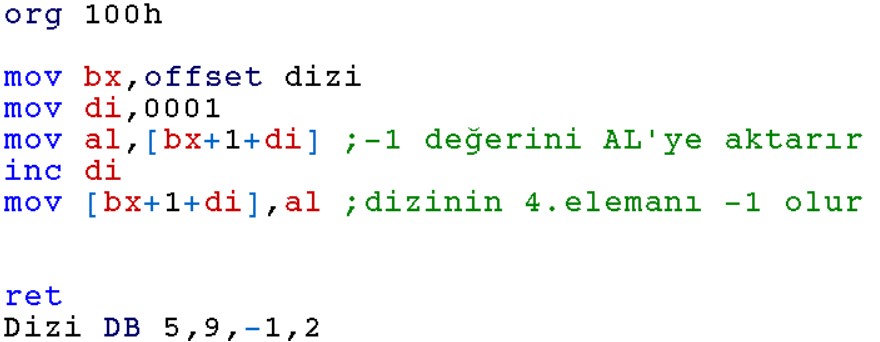 org 100h
mov bx,offset dizi
mov di,0001
mov al,[bx+1+di] ;-1 değerini AL'ye aktarır
inc di
mov [bx+1+di],al ;dizinin 4.elemanı -1 olur
ret
Dizi DB 5,9,-1,2